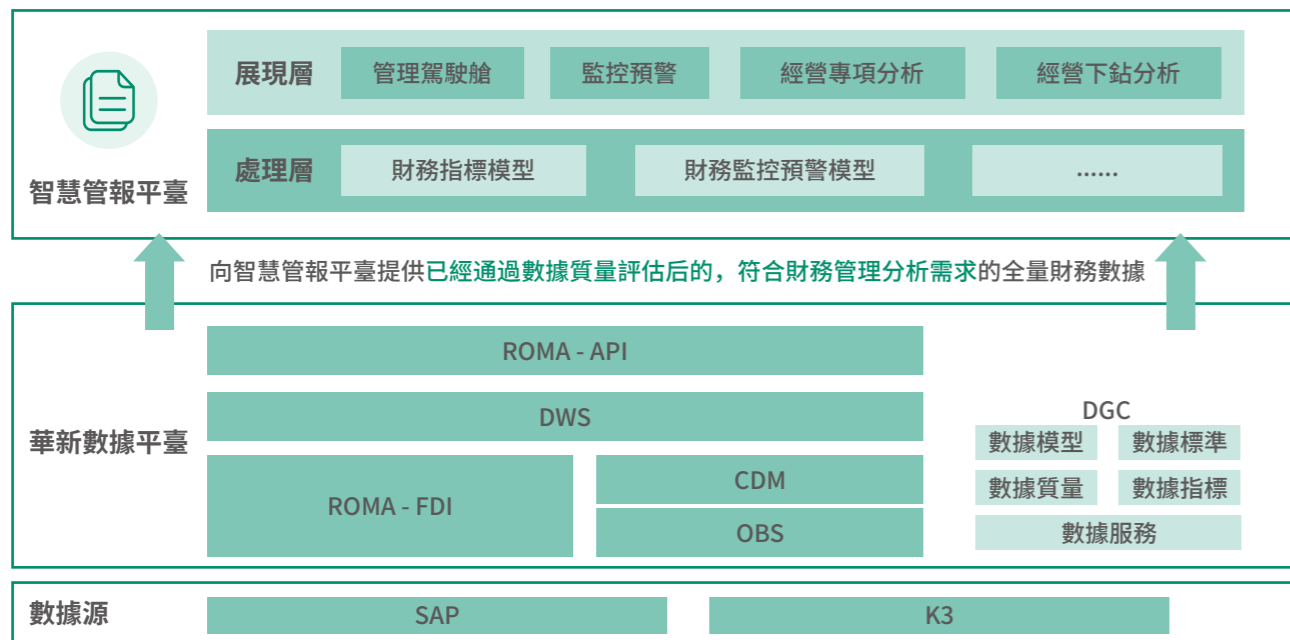 展現層
管理駕駛艙
監控預警
經營專項分析
經營下鉆分析
智慧管報平臺
處理層
財務指標模型
財務監控預警模型
......
向智慧管報平臺提供已經通過數據質量評估后的，符合財務管理分析需求的全量財務數據
華新數據平臺
ROMA - API
DWS
ROMA - FDI
CDM
OBS
DGC
數據模型
數據標準
數據質量
數據指標
數據服務
數據源
SAP
K3